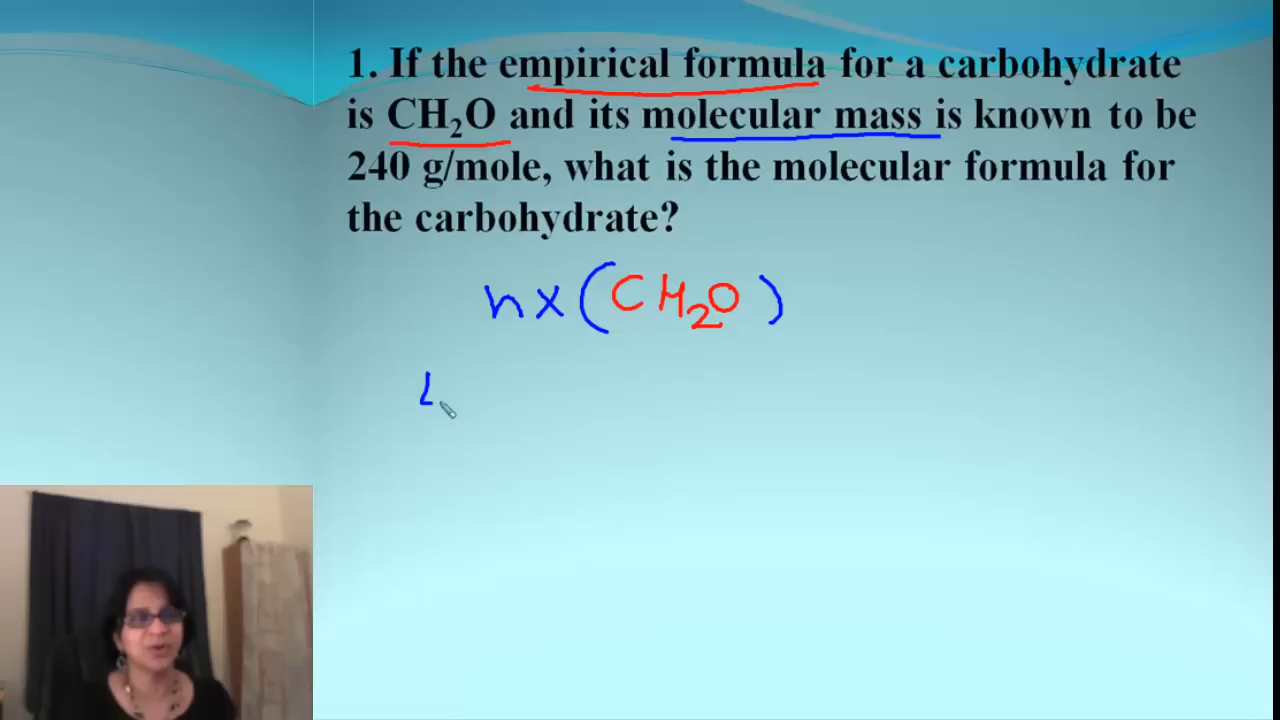 1. If the empirical formula for a carbohydrate
is CH₂O and its molecular mass is known to be
240 g/mole, what is the molecular formula for
the carbohydrate?
n x (CH₂O)